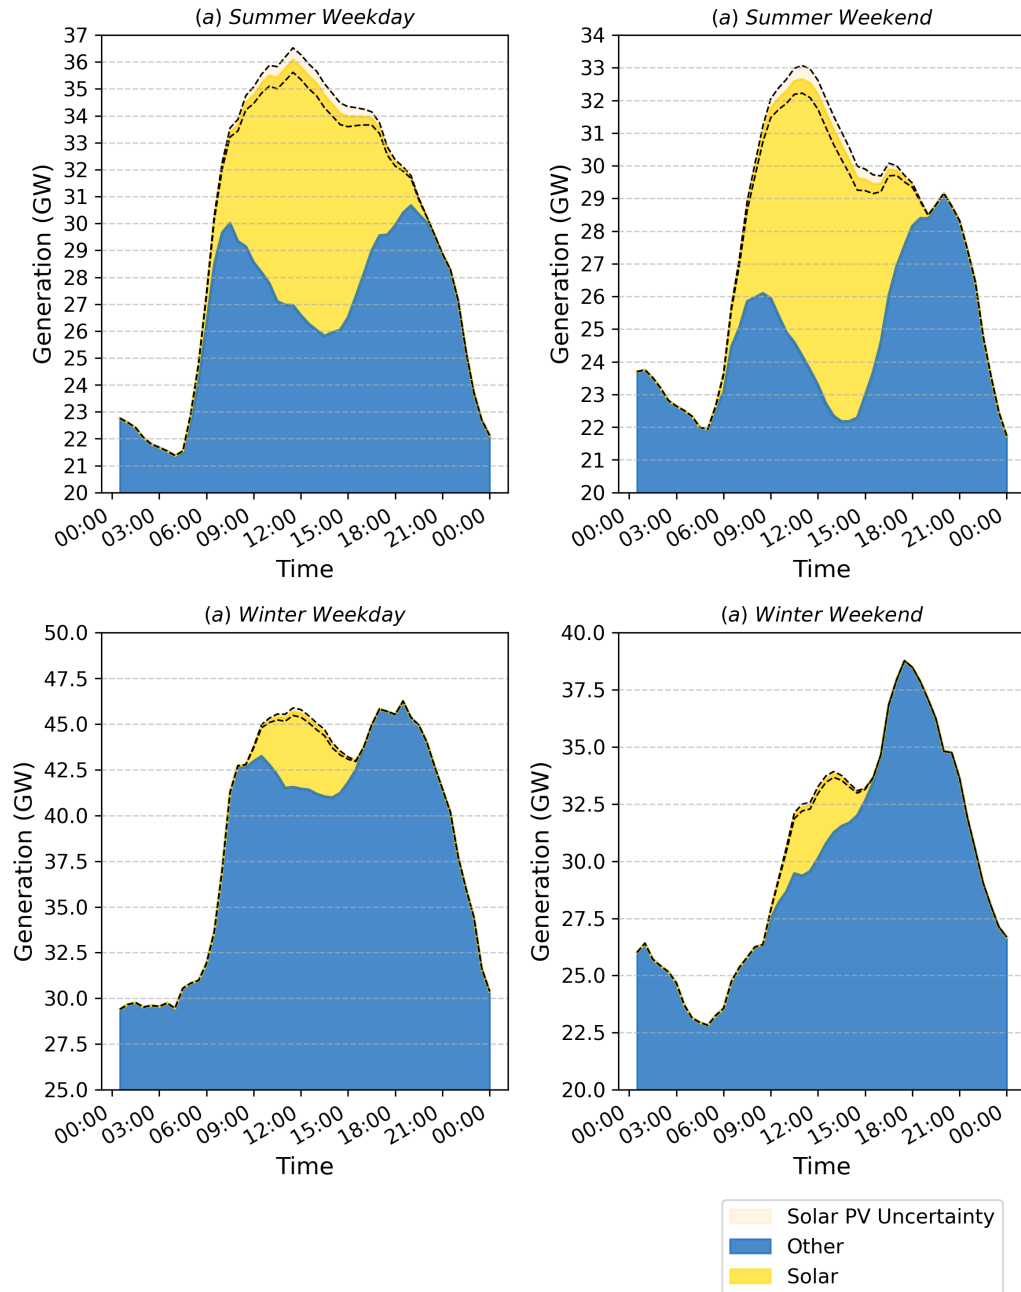 (a) Summer Weekday
37
36
35
34
33
32
31
30
29
28
27
26
25
24
23
22
21
20
Generation (GW)
00:00 03:00 06:00 09:00 12:00 15:00 18:00 21:00 00:00
Time
(a) Summer Weekend
34
33
32
31
30
29
28
27
26
25
24
23
22
21
20
Generation (GW)
00:00 03:00 06:00 09:00 12:00 15:00 18:00 21:00 00:00
Time
(a) Winter Weekday
50.0
47.5
45.0
42.5
40.0
37.5
35.0
32.5
30.0
27.5
25.0
Generation (GW)
00:00 03:00 06:00 09:00 12:00 15:00 18:00 21:00 00:00
Time
(a) Winter Weekend
40.0
37.5
35.0
32.5
30.0
27.5
25.0
22.5
20.0
Generation (GW)
00:00 03:00 06:00 09:00 12:00 15:00 18:00 21:00 00:00
Time
Solar PV Uncertainty
Other
Solar